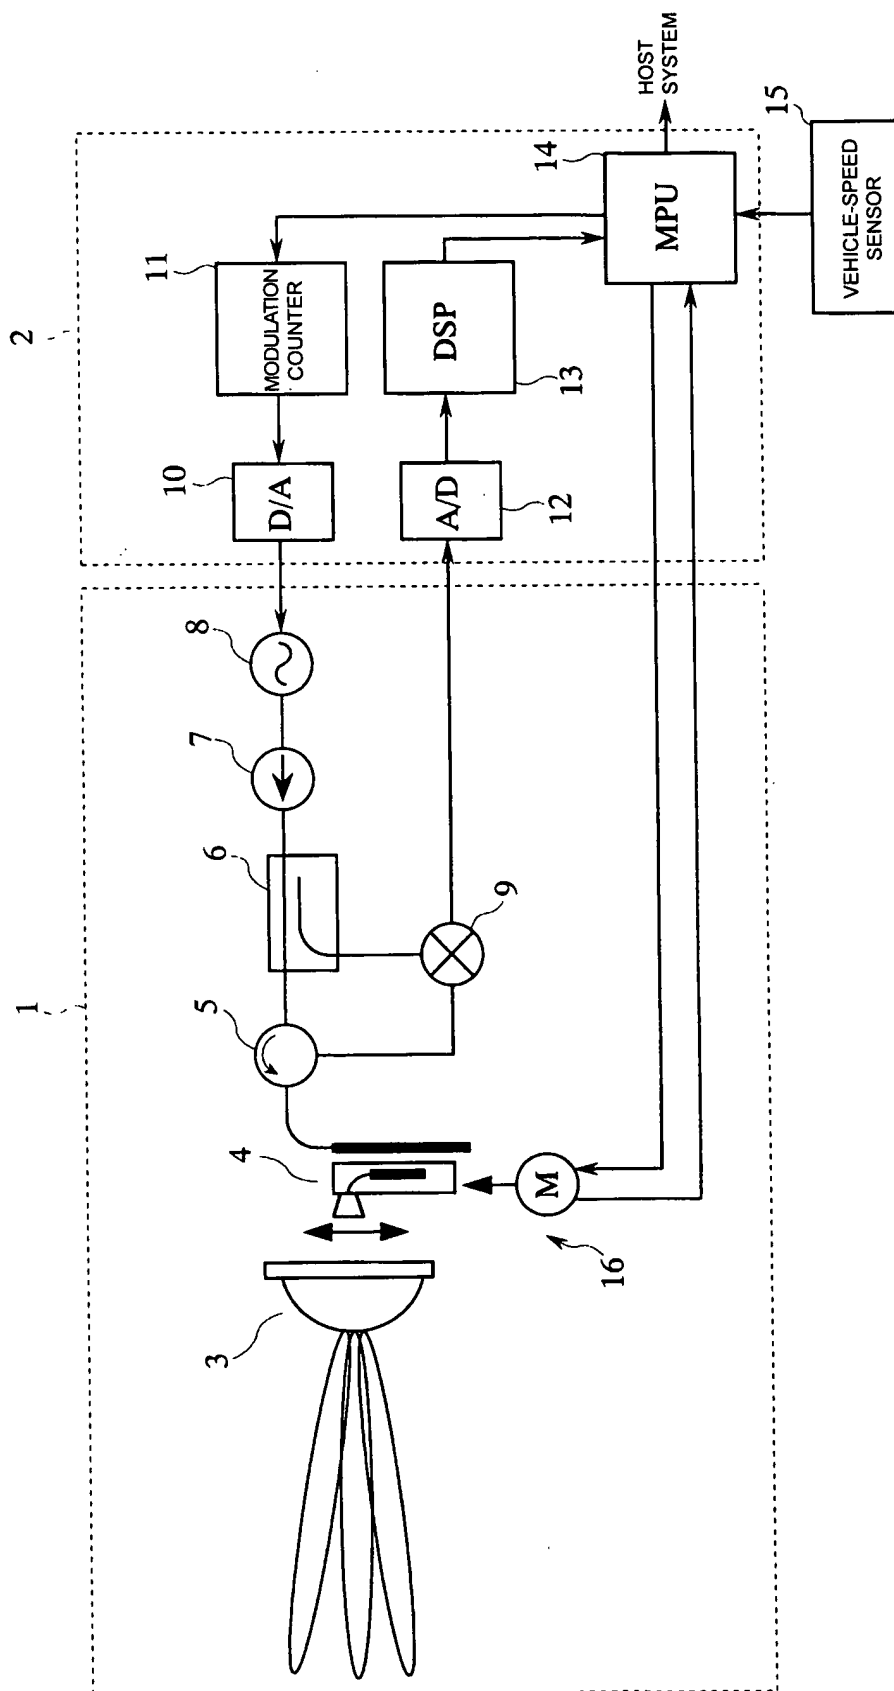 2
1
11
MODULATION
COUNTER
10
D/A
8
7
6
5
4
3
14
MPU
HOST
SYSTEM
15
VEHICLE-SPEED
SENSOR
DSP
13
A/D
12
9
M
16